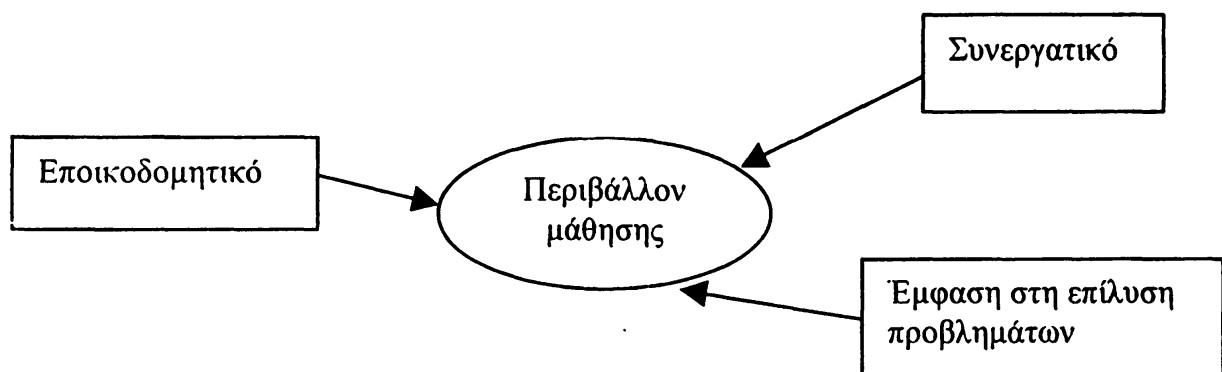 Συνεργατικό
Εποικοδομητικό
Περιβάλλον
μάθησης
Έμφαση στη επίλυση
προβλημάτων